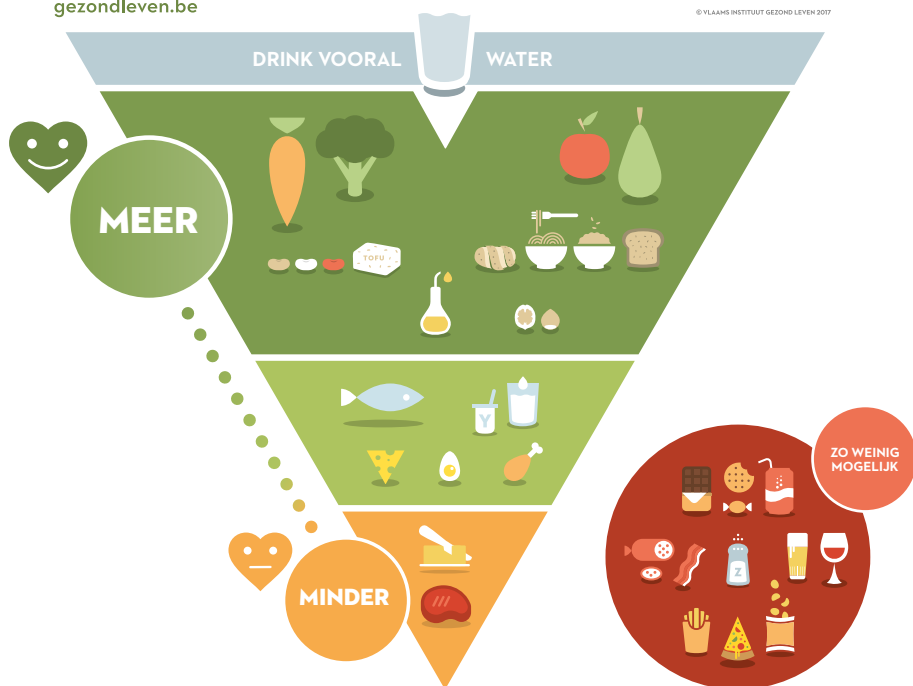 gezondleven.be
© VLAAMS INSTITUUT GEZOND LEVEN 2017
DRINK VOORAL WATER
MEER
TOFU
Y
ZO WEINIG
MOGELIJK
Z
MINDER